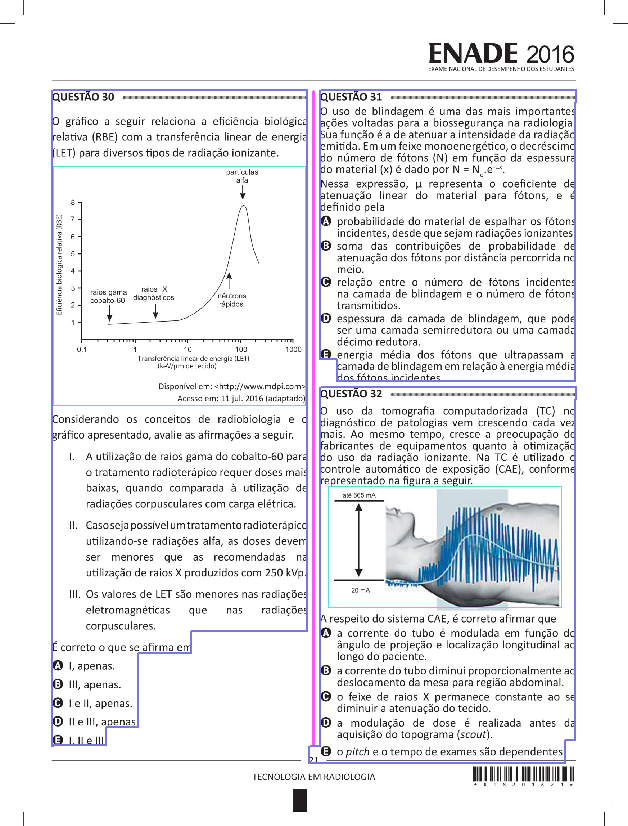 ENADE 2016
EXAME NACIONAL DE DESEMPENHO DOS ESTUDANTES
QUESTÃO 30
O gráfico a seguir relaciona a eficiência biológica
relativa (RBE) com a transferência linear de energia
(LET) para diversos tipos de radiação ionizante.
partículas
alfa
Eficiência biológica relativa (RBE)
8
7
6
5
4
3
2
1
raios gama
cobalto-60
raios X
diagnósticos
nêutrons
rápidos
0.1 1 10 100 1000
Transferência linear de energia (LET)
(keV/µm de tecido)
Disponível em: <http://www.mdpi.com>
Acesso em: 11 jul. 2016 (adaptado)
Considerando os conceitos de radiobiologia e o
gráfico apresentado, avalie as afirmações a seguir.
I. A utilização de raios gama do cobalto-60 para
o tratamento radioterápico requer doses mais
baixas, quando comparada à utilização de
radiações corpusculares com carga elétrica.
II. Caso seja possível um tratamento radioterápico
utilizando-se radiações alfa, as doses devem
ser menores que as recomendadas na
utilização de raios X produzidos com 250 kVp.
III. Os valores de LET são menores nas radiações
eletromagnéticas que nas radiações
corpusculares.
É correto o que se afirma em
A I, apenas.
B III, apenas.
C I e II, apenas.
D II e III, apenas
E I, II e III
QUESTÃO 31
O uso de blindagem é uma das mais importantes
ações voltadas para a biossegurança na radiologia.
Sua função é a de atenuar a intensidade da radiação
emitida. Em um feixe monoenergético, o decréscimo
do número de fótons (N) em função da espessura
do material (x) é dado por N = N₀.e⁻ᵘˣ.
Nessa expressão, µ representa o coeficiente de
atenuação linear do material para fótons, e é
definido pela
A probabilidade do material de espalhar os fótons
incidentes, desde que sejam radiações ionizantes
B soma das contribuições de probabilidade de
atenuação dos fótons por distância percorrida no
meio.
C relação entre o número de fótons incidentes
na camada de blindagem e o número de fótons
transmitidos.
D espessura da camada de blindagem, que pode
ser uma camada semirredutora ou uma camada
décimo redutora.
E energia média dos fótons que ultrapassam a
camada de blindagem em relação à energia média
dos fótons incidentes
QUESTÃO 32
O uso da tomografia computadorizada (TC) no
diagnóstico de patologias vem crescendo cada vez
mais. Ao mesmo tempo, cresce a preocupação de
fabricantes de equipamentos quanto à otimização
do uso da radiação ionizante. Na TC é utilizado o
controle automático de exposição (CAE), conforme
representado na figura a seguir.
até 565 mA
20 mA
A respeito do sistema CAE, é correto afirmar que
A a corrente do tubo é modulada em função do
ângulo de projeção e localização longitudinal ao
longo do paciente.
B a corrente do tubo diminui proporcionalmente ao
deslocamento da mesa para região abdominal.
C o feixe de raios X permanece constante ao se
diminuir a atenuação do tecido.
D a modulação de dose é realizada antes da
aquisição do topograma (scout).
E o pitch e o tempo de exames são dependentes
21
TECNOLOGIA EM RADIOLOGIA